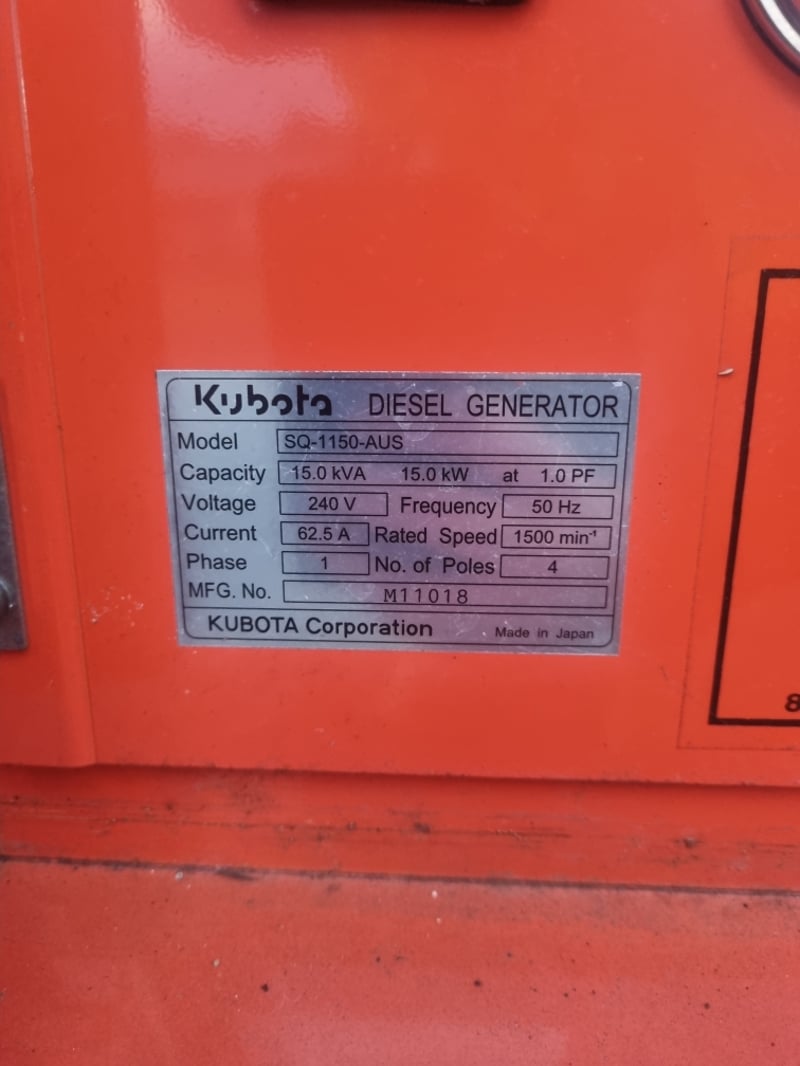 Kubota DIESEL GENERATOR
Model SQ-1150-AUS
Capacity 15.0 kVA 15.0 kW at 1.0 PF
Voltage 240 V Frequency 50 Hz
Current 62.5 A Rated Speed 1500 min⁻¹
Phase 1 No. of Poles 4
MFG. No. M11018
KUBOTA Corporation Made in Japan
8